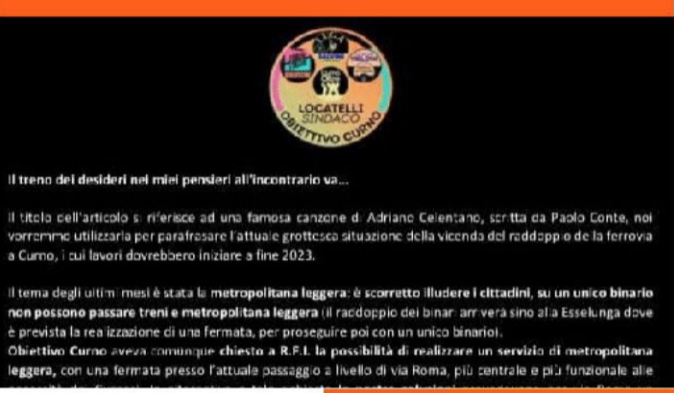 LEGA
LOCATELLI
SINDACO
OBIETTIVO CURNO
Il treno dei desideri nei miei pensieri all'incontrario va...
Il titolo dell'articolo si riferisce ad una famosa canzone di Adriano Celentano, scritta da Paolo Conte, noi
vorremmo utilizzarla per parafrasare l'attuale grottesca situazione della vicenda del raddoppio de la ferrovia
a Curno, i cui lavori dovrebbero iniziare a fine 2023.
Il tema degli ultimi mesi è stata la metropolitana leggera: è scorretto illudere i cittadini, su un unico binario
non possono passare treni e metropolitana leggera (il raddoppio dei binari arriverà sino alla Esselunga dove
è prevista la realizzazione di una fermata, per proseguire poi con un unico binario).
Obiettivo Curno aveva comunque chiesto a R.F.I. la possibilità di realizzare un servizio di metropolitana
leggera, con una fermata presso l'attuale passaggio a livello di via Roma, più centrale e più funzionale alle